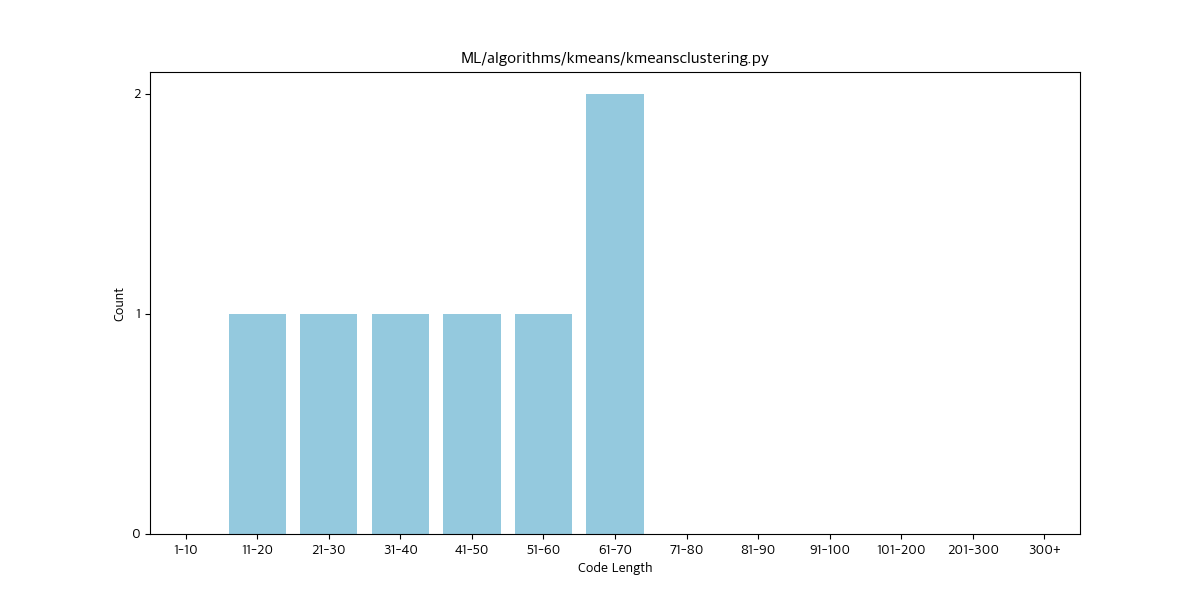 ML/algorithms/kmeans/kmeansclustering.py
2
1
0
Count
1-10 11-20 21-30 31-40 41-50 51-60 61-70 71-80 81-90 91-100 101-200 201-300 300+
Code Length